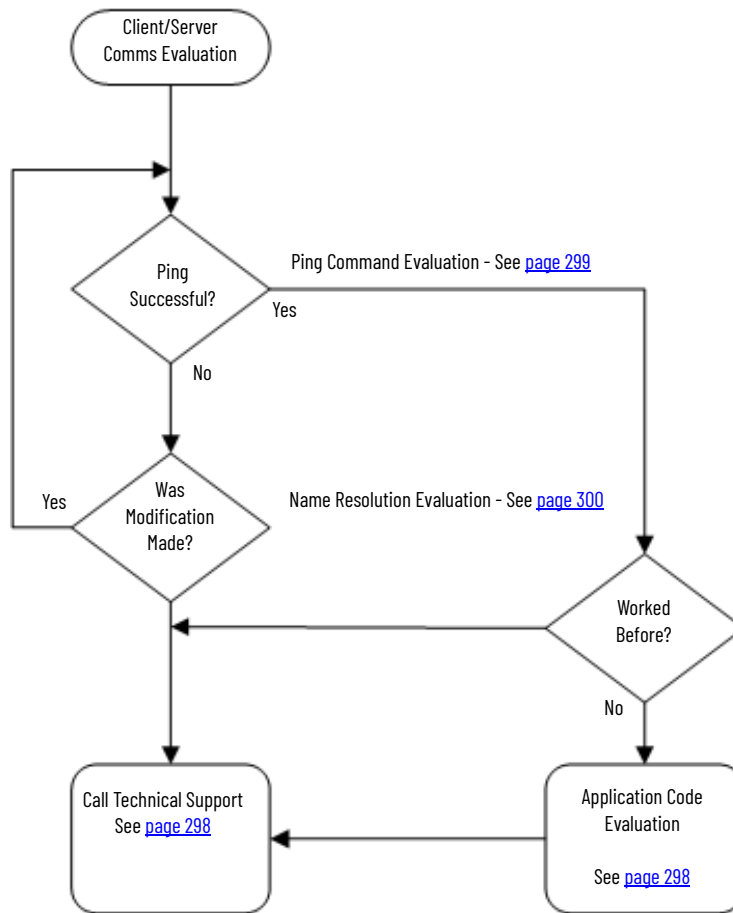 Client/Server
Comms Evaluation
Ping
Successful?
Ping Command Evaluation - See page 299
Yes
No
Was
Modification
Made?
Yes
Name Resolution Evaluation - See page 300
Worked
Before?
No
Call Technical Support
See page 298
Application Code
Evaluation
See page 298